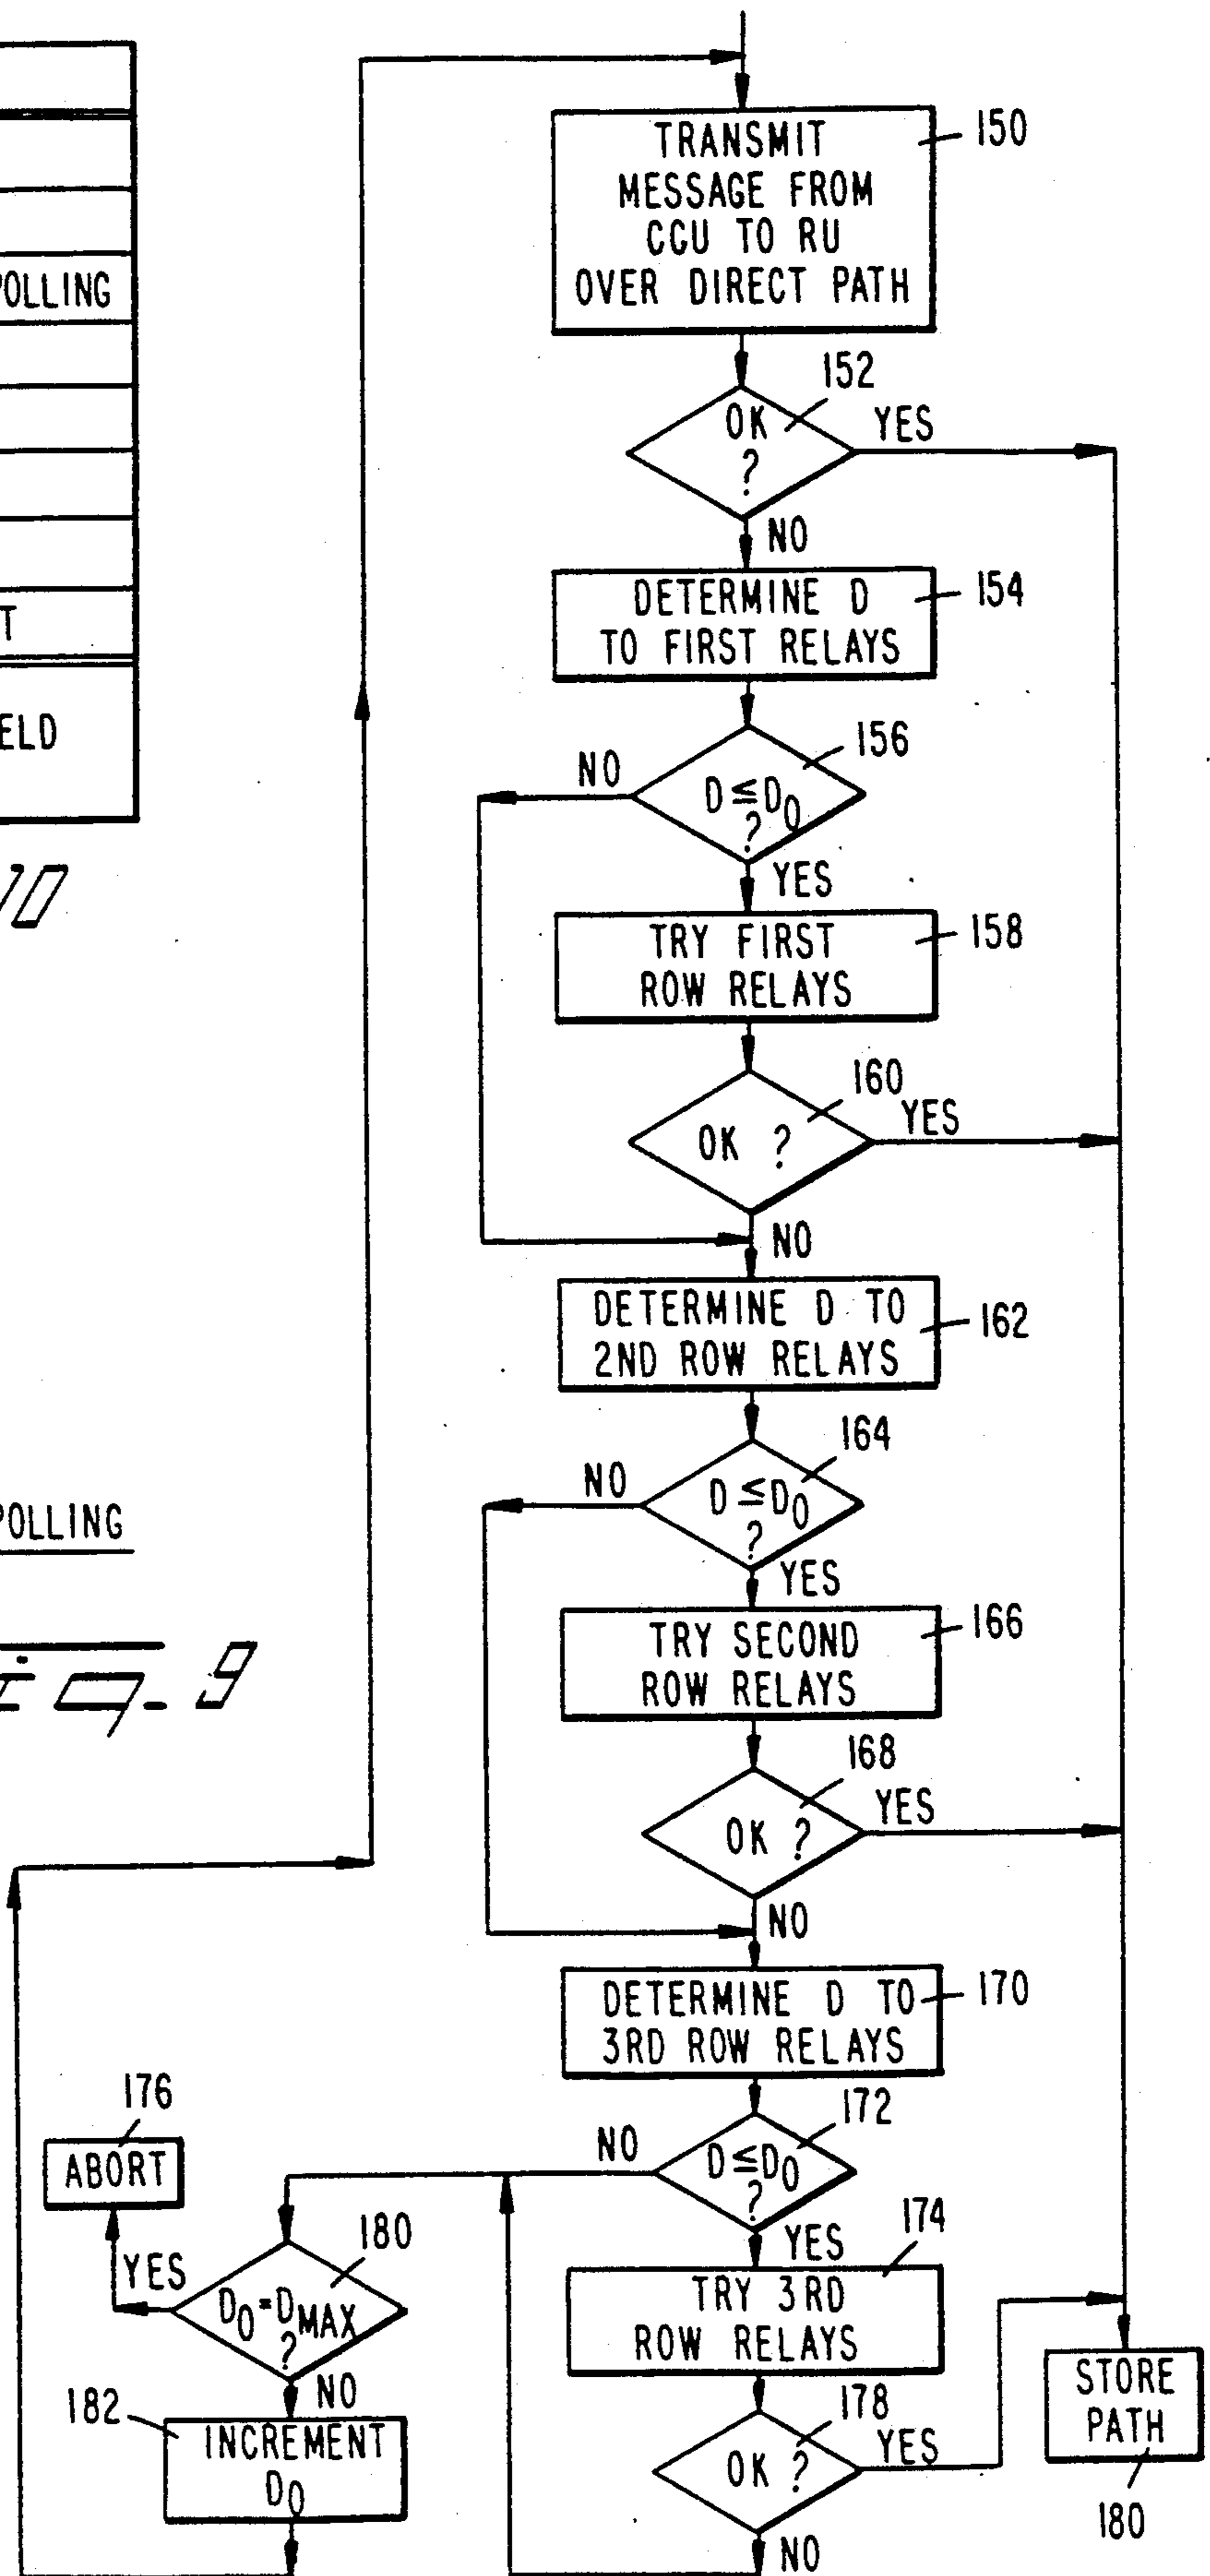 POLLING
T
ELD
10
POLLING
9
TRANSMIT
MESSAGE FROM
CCU TO RU
OVER DIRECT PATH
150
OK
?
152
YES
NO
DETERMINE D
TO FIRST RELAYS
154
D≤D0
?
156
NO
YES
TRY FIRST
ROW RELAYS
158
OK ?
160
YES
NO
DETERMINE D TO
2ND ROW RELAYS
162
D≤D0
?
164
NO
YES
TRY SECOND
ROW RELAYS
166
OK ?
168
YES
NO
DETERMINE D TO
3RD ROW RELAYS
170
D≤D0
?
172
NO
YES
176
ABORT
YES
180
D0=DMAX
?
NO
182
INCREMENT
D0
TRY 3RD
ROW RELAYS
174
OK ?
178
YES
NO
STORE
PATH
180